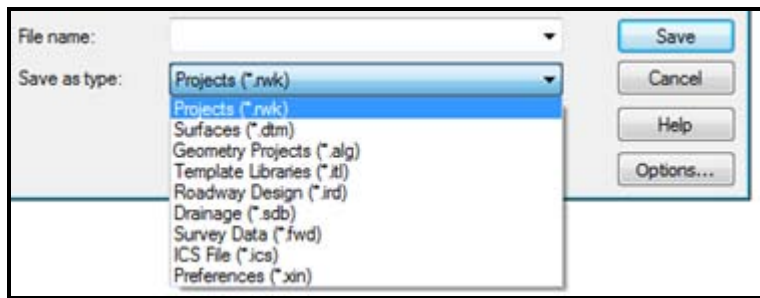 File name:
Save
Save as type:
Projects (*.rwk)
Cancel
Projects (*.rwk)
Surfaces (*.dtm)
Geometry Projects (*.alg)
Template Libraries (*.itl)
Roadway Design (*.ird)
Drainage (*.sdb)
Survey Data (*.fwd)
ICS File (*.ics)
Preferences (*.xin)
Help
Options...